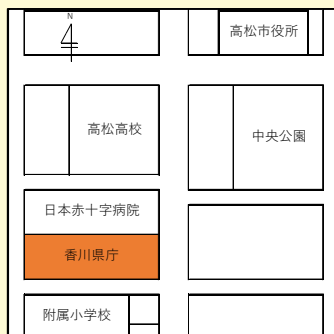 N
高松市役所
高松高校
中央公園
日本赤十字病院
香川県庁
附属小学校